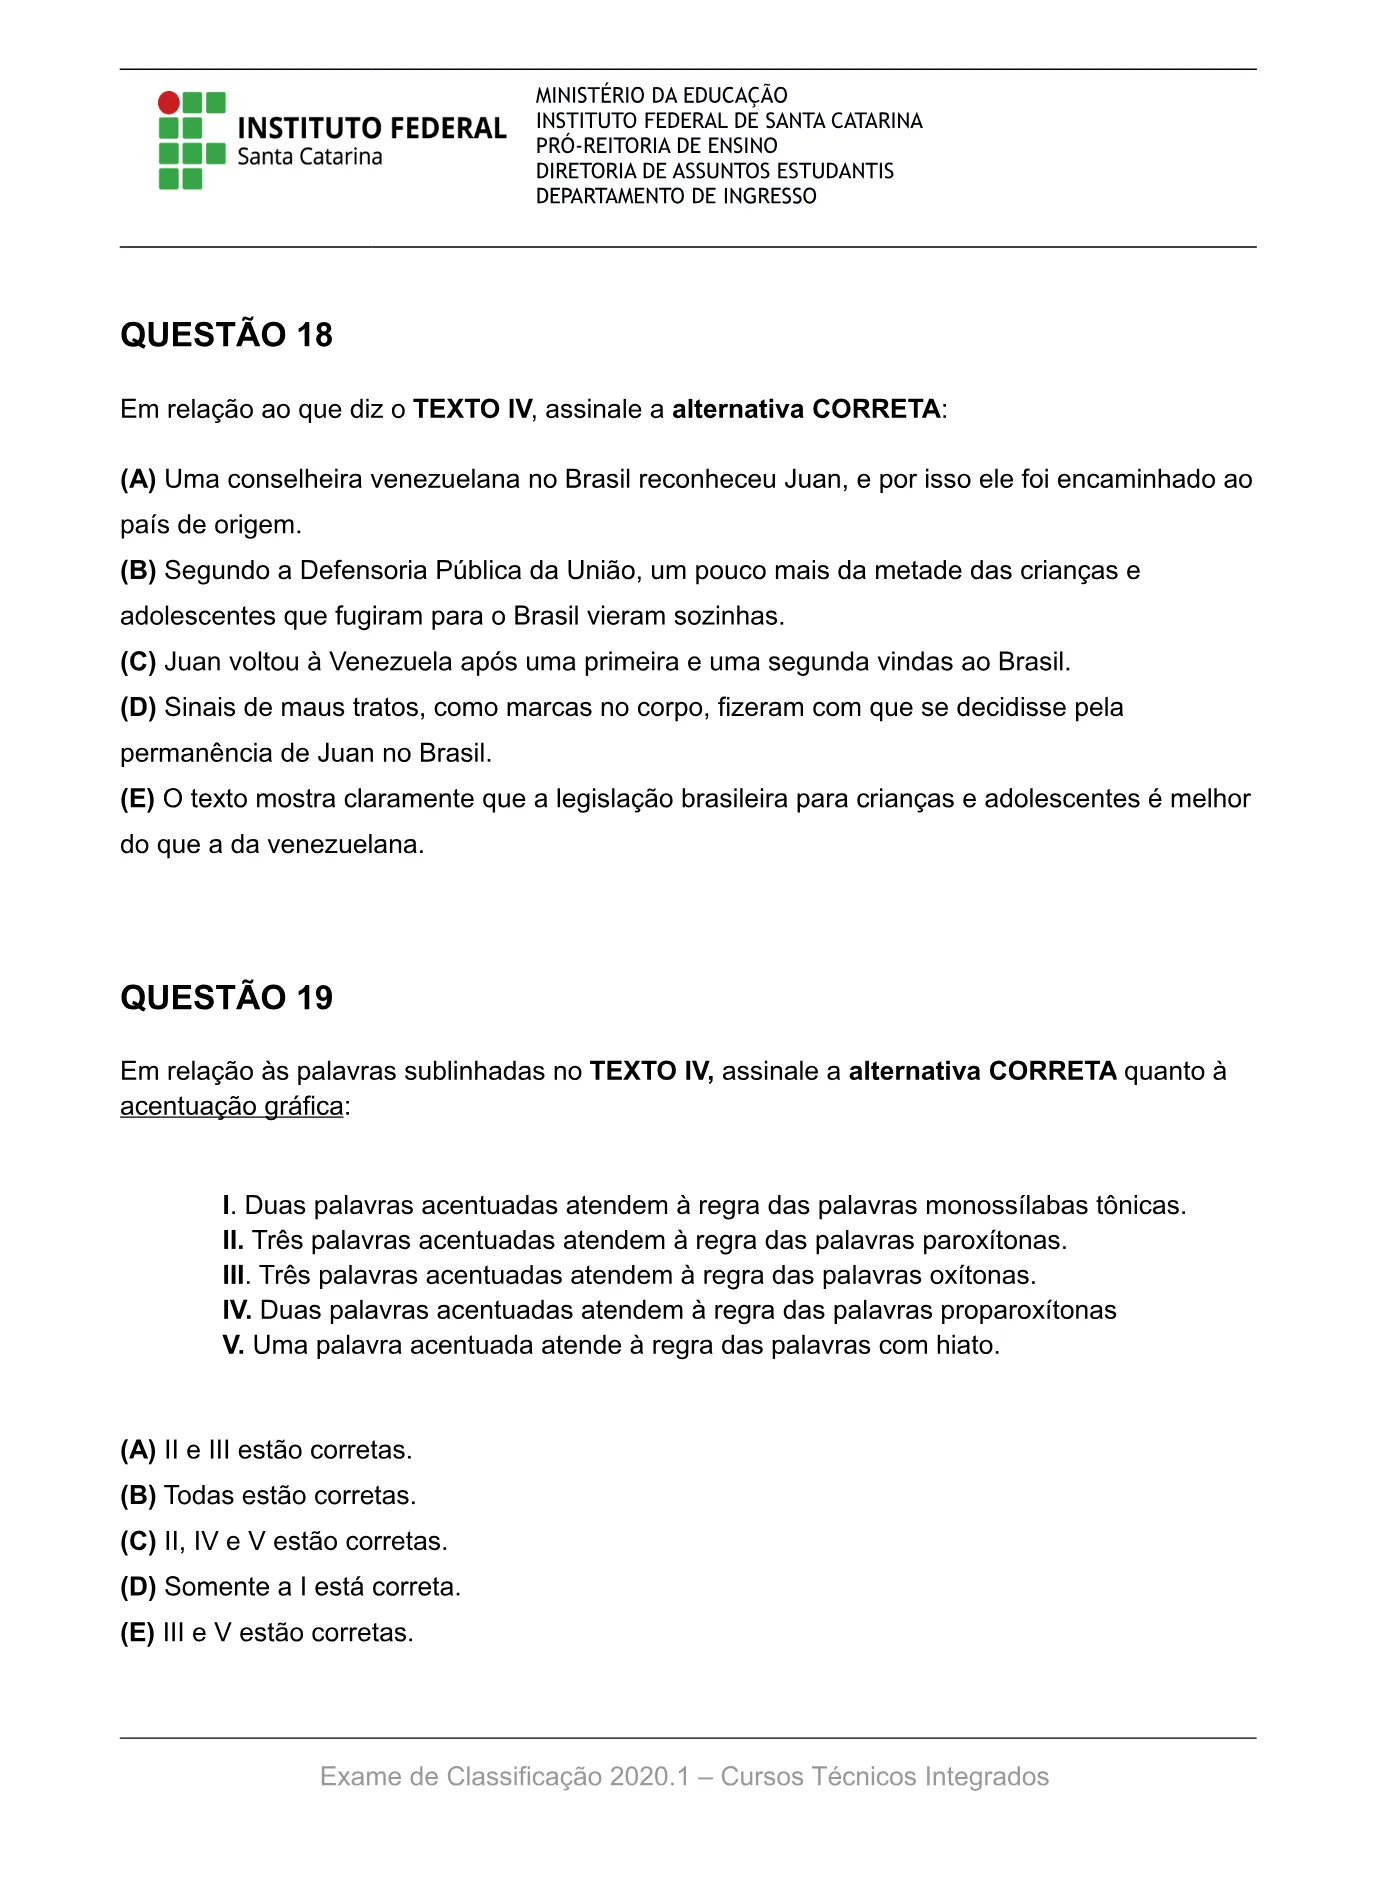 INSTITUTO FEDERAL
Santa Catarina
MINISTÉRIO DA EDUCAÇÃO
INSTITUTO FEDERAL DE SANTA CATARINA
PRÓ-REITORIA DE ENSINO
DIRETORIA DE ASSUNTOS ESTUDANTIS
DEPARTAMENTO DE INGRESSO
QUESTÃO 18
Em relação ao que diz o TEXTO IV, assinale a alternativa CORRETA:
(A) Uma conselheira venezuelana no Brasil reconheceu Juan, e por isso ele foi encaminhado ao
país de origem.
(B) Segundo a Defensoria Pública da União, um pouco mais da metade das crianças e
adolescentes que fugiram para o Brasil vieram sozinhas.
(C) Juan voltou à Venezuela após uma primeira e uma segunda vindas ao Brasil.
(D) Sinais de maus tratos, como marcas no corpo, fizeram com que se decidisse pela
permanência de Juan no Brasil.
(E) O texto mostra claramente que a legislação brasileira para crianças e adolescentes é melhor
do que a da venezuelana.
QUESTÃO 19
Em relação às palavras sublinhadas no TEXTO IV, assinale a alternativa CORRETA quanto à
acentuação gráfica:
I. Duas palavras acentuadas atendem à regra das palavras monossílabas tônicas.
II. Três palavras acentuadas atendem à regra das palavras paroxítonas.
III. Três palavras acentuadas atendem à regra das palavras oxítonas.
IV. Duas palavras acentuadas atendem à regra das palavras proparoxítonas
V. Uma palavra acentuada atende à regra das palavras com hiato.
(A) II e III estão corretas.
(B) Todas estão corretas.
(C) II, IV e V estão corretas.
(D) Somente a I está correta.
(E) III e V estão corretas.
Exame de Classificação 2020.1 – Cursos Técnicos Integrados